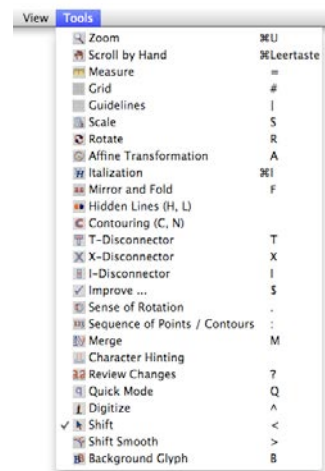 View Tools
Zoom ⌘U
Scroll by Hand ⌘Leertaste
Measure =
Grid #
Guidelines |
Scale S
Rotate R
Affine Transformation A
Italization ⌘I
Mirror and Fold F
Hidden Lines (H, L)
Contouring (C, N)
T-Disconnector T
X-Disconnector X
I-Disconnector I
Improve ... $
Sense of Rotation .
Sequence of Points / Contours :
Merge M
Character Hinting
Review Changes ?
Quick Mode Q
Digitize ^
✓ Shift <
Shift Smooth >
Background Glyph B